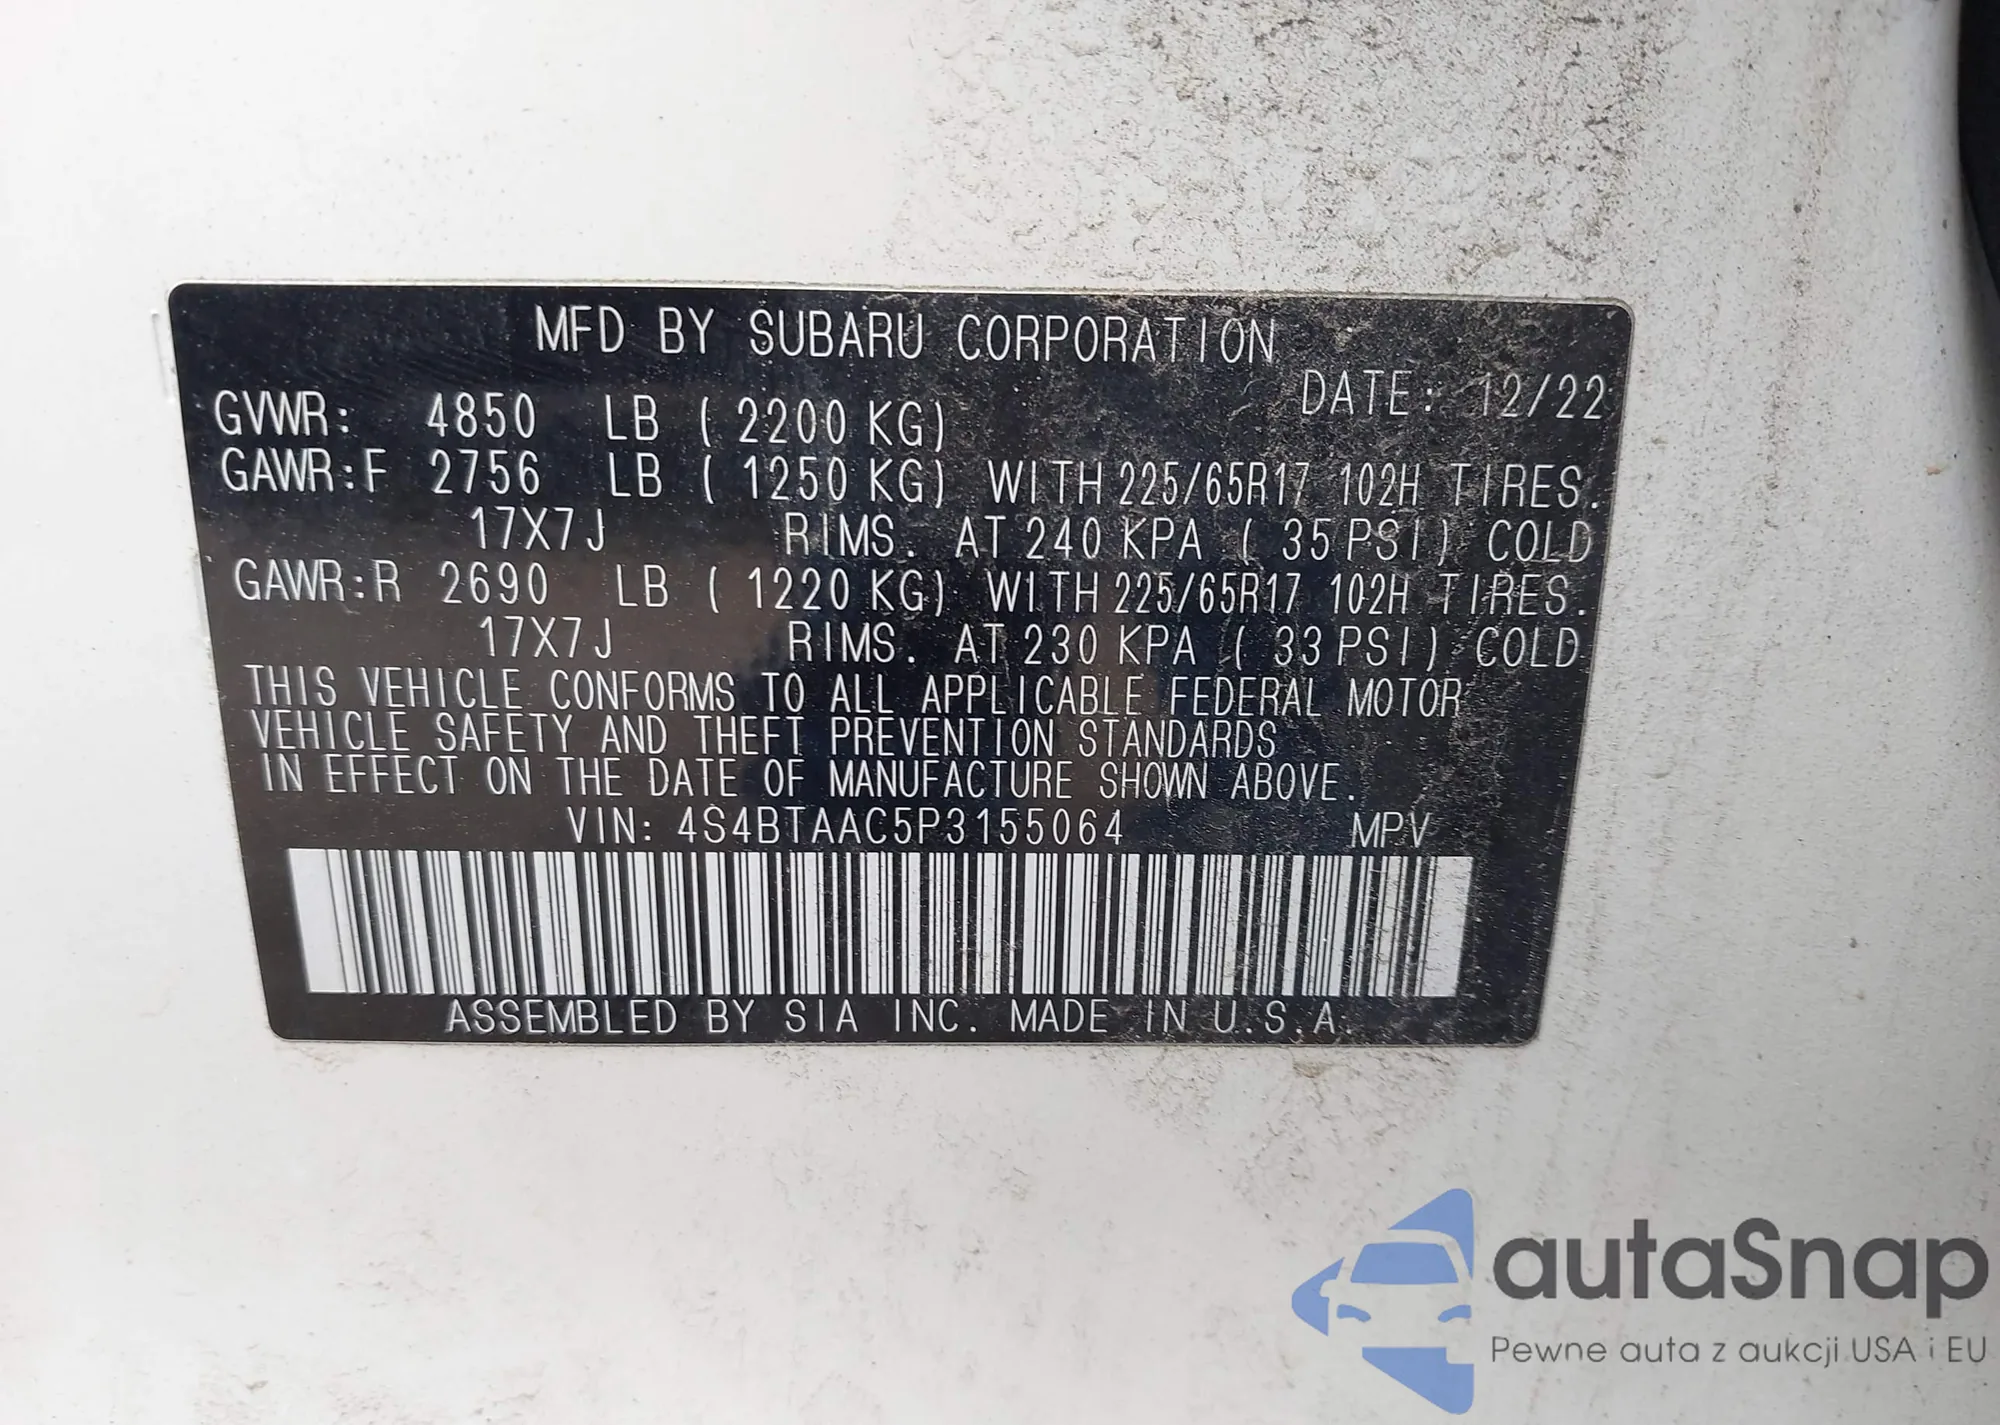 MFD BY SUBARU CORPORATION
DATE: 12/22
GVWR: 4850 LB ( 2200 KG)
GAWR:F 2756 LB ( 1250 KG) WITH 225/65R17 102H TIRES.
17X7J RIMS. AT 240 KPA ( 35 PSI) COLD
GAWR:R 2690 LB ( 1220 KG) WITH 225/65R17 102H TIRES.
17X7J RIMS. AT 230 KPA ( 33 PSI) COLD
THIS VEHICLE CONFORMS TO ALL APPLICABLE FEDERAL MOTOR
VEHICLE SAFETY AND THEFT PREVENTION STANDARDS
IN EFFECT ON THE DATE OF MANUFACTURE SHOWN ABOVE.
VIN: 4S4BTAAC5P3155064 MPV
ASSEMBLED BY SIA INC. MADE IN U.S.A.
autaSnap
Pewne auta z aukcji USA i EU